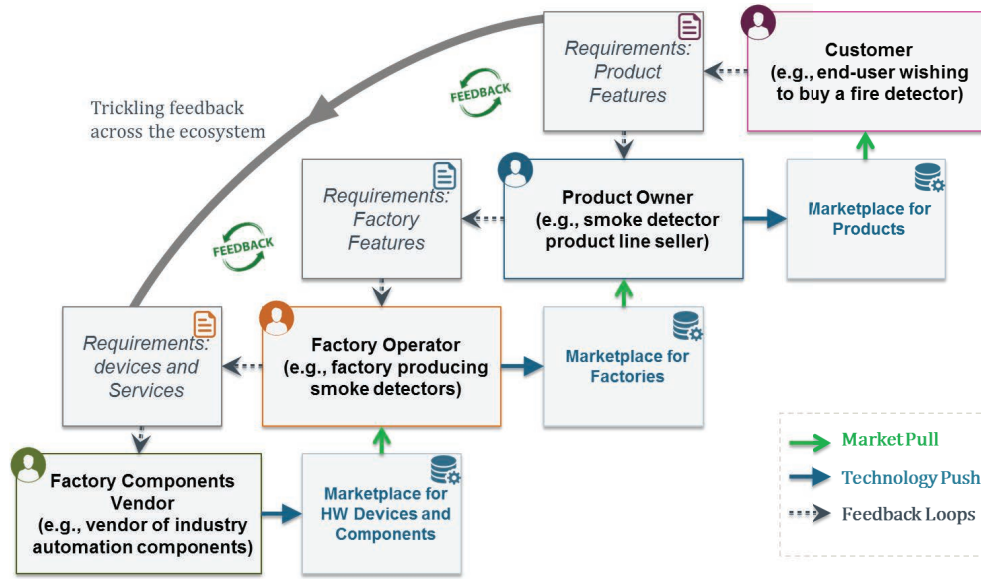 Requirements:
Product
Features
Customer
(e.g., end-user wishing
to buy a fire detector)
FEEDBACK
Trickling feedback
across the ecosystem
Requirements:
Factory
Features
Product Owner
(e.g., smoke detector
product line seller)
Marketplace for
Products
FEEDBACK
Requirements:
devices and
Services
Factory Operator
(e.g., factory producing
smoke detectors)
Marketplace for
Factories
Factory Components
Vendor
(e.g., vendor of industry
automation components)
Marketplace for
HW Devices and
Components
Market Pull
Technology Push
Feedback Loops